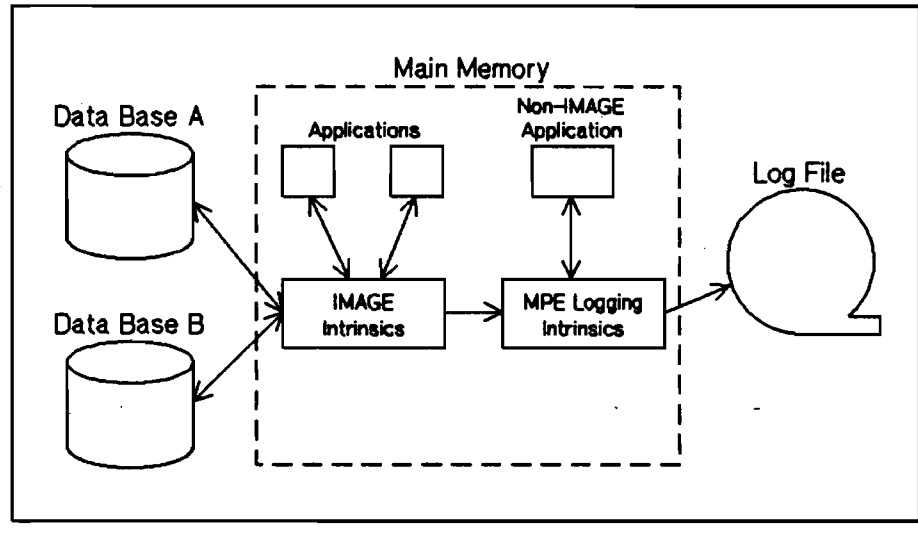 Main Memory
Data Base A
Applications
Non-IMAGE
Application
Log File
IMAGE
Intrinsics
MPE Logging
Intrinsics
Data Base B